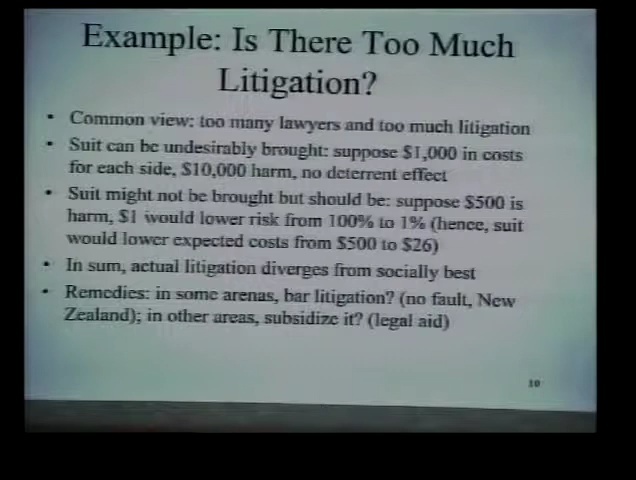 Example: Is There Too Much
Litigation?
• Common view: too many lawyers and too much litigation
• Suit can be undesirably brought: suppose $1,000 in costs
for each side, $10,000 harm, no deterrent effect
• Suit might not be brought but should be: suppose $500 is
harm, $1 would lower risk from 100% to 1% (hence, suit
would lower expected costs from $500 to $26)
• In sum, actual litigation diverges from socially best
• Remedies: in some arenas, bar litigation? (no fault, New
Zealand); in other areas, subsidize it? (legal aid)
10